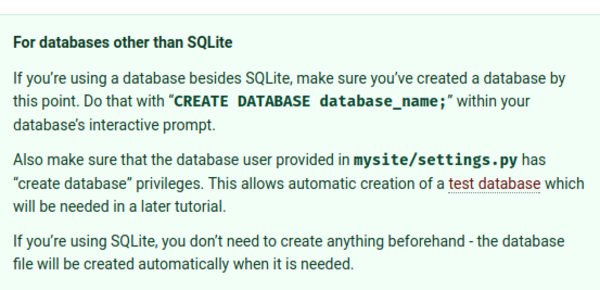 For databases other than SQLite
If you’re using a database besides SQLite, make sure you’ve created a database by
this point. Do that with “CREATE DATABASE database_name;” within your
database’s interactive prompt.
Also make sure that the database user provided in mysite/settings.py has
“create database” privileges. This allows automatic creation of a test database which
will be needed in a later tutorial.
If you’re using SQLite, you don’t need to create anything beforehand - the database
file will be created automatically when it is needed.